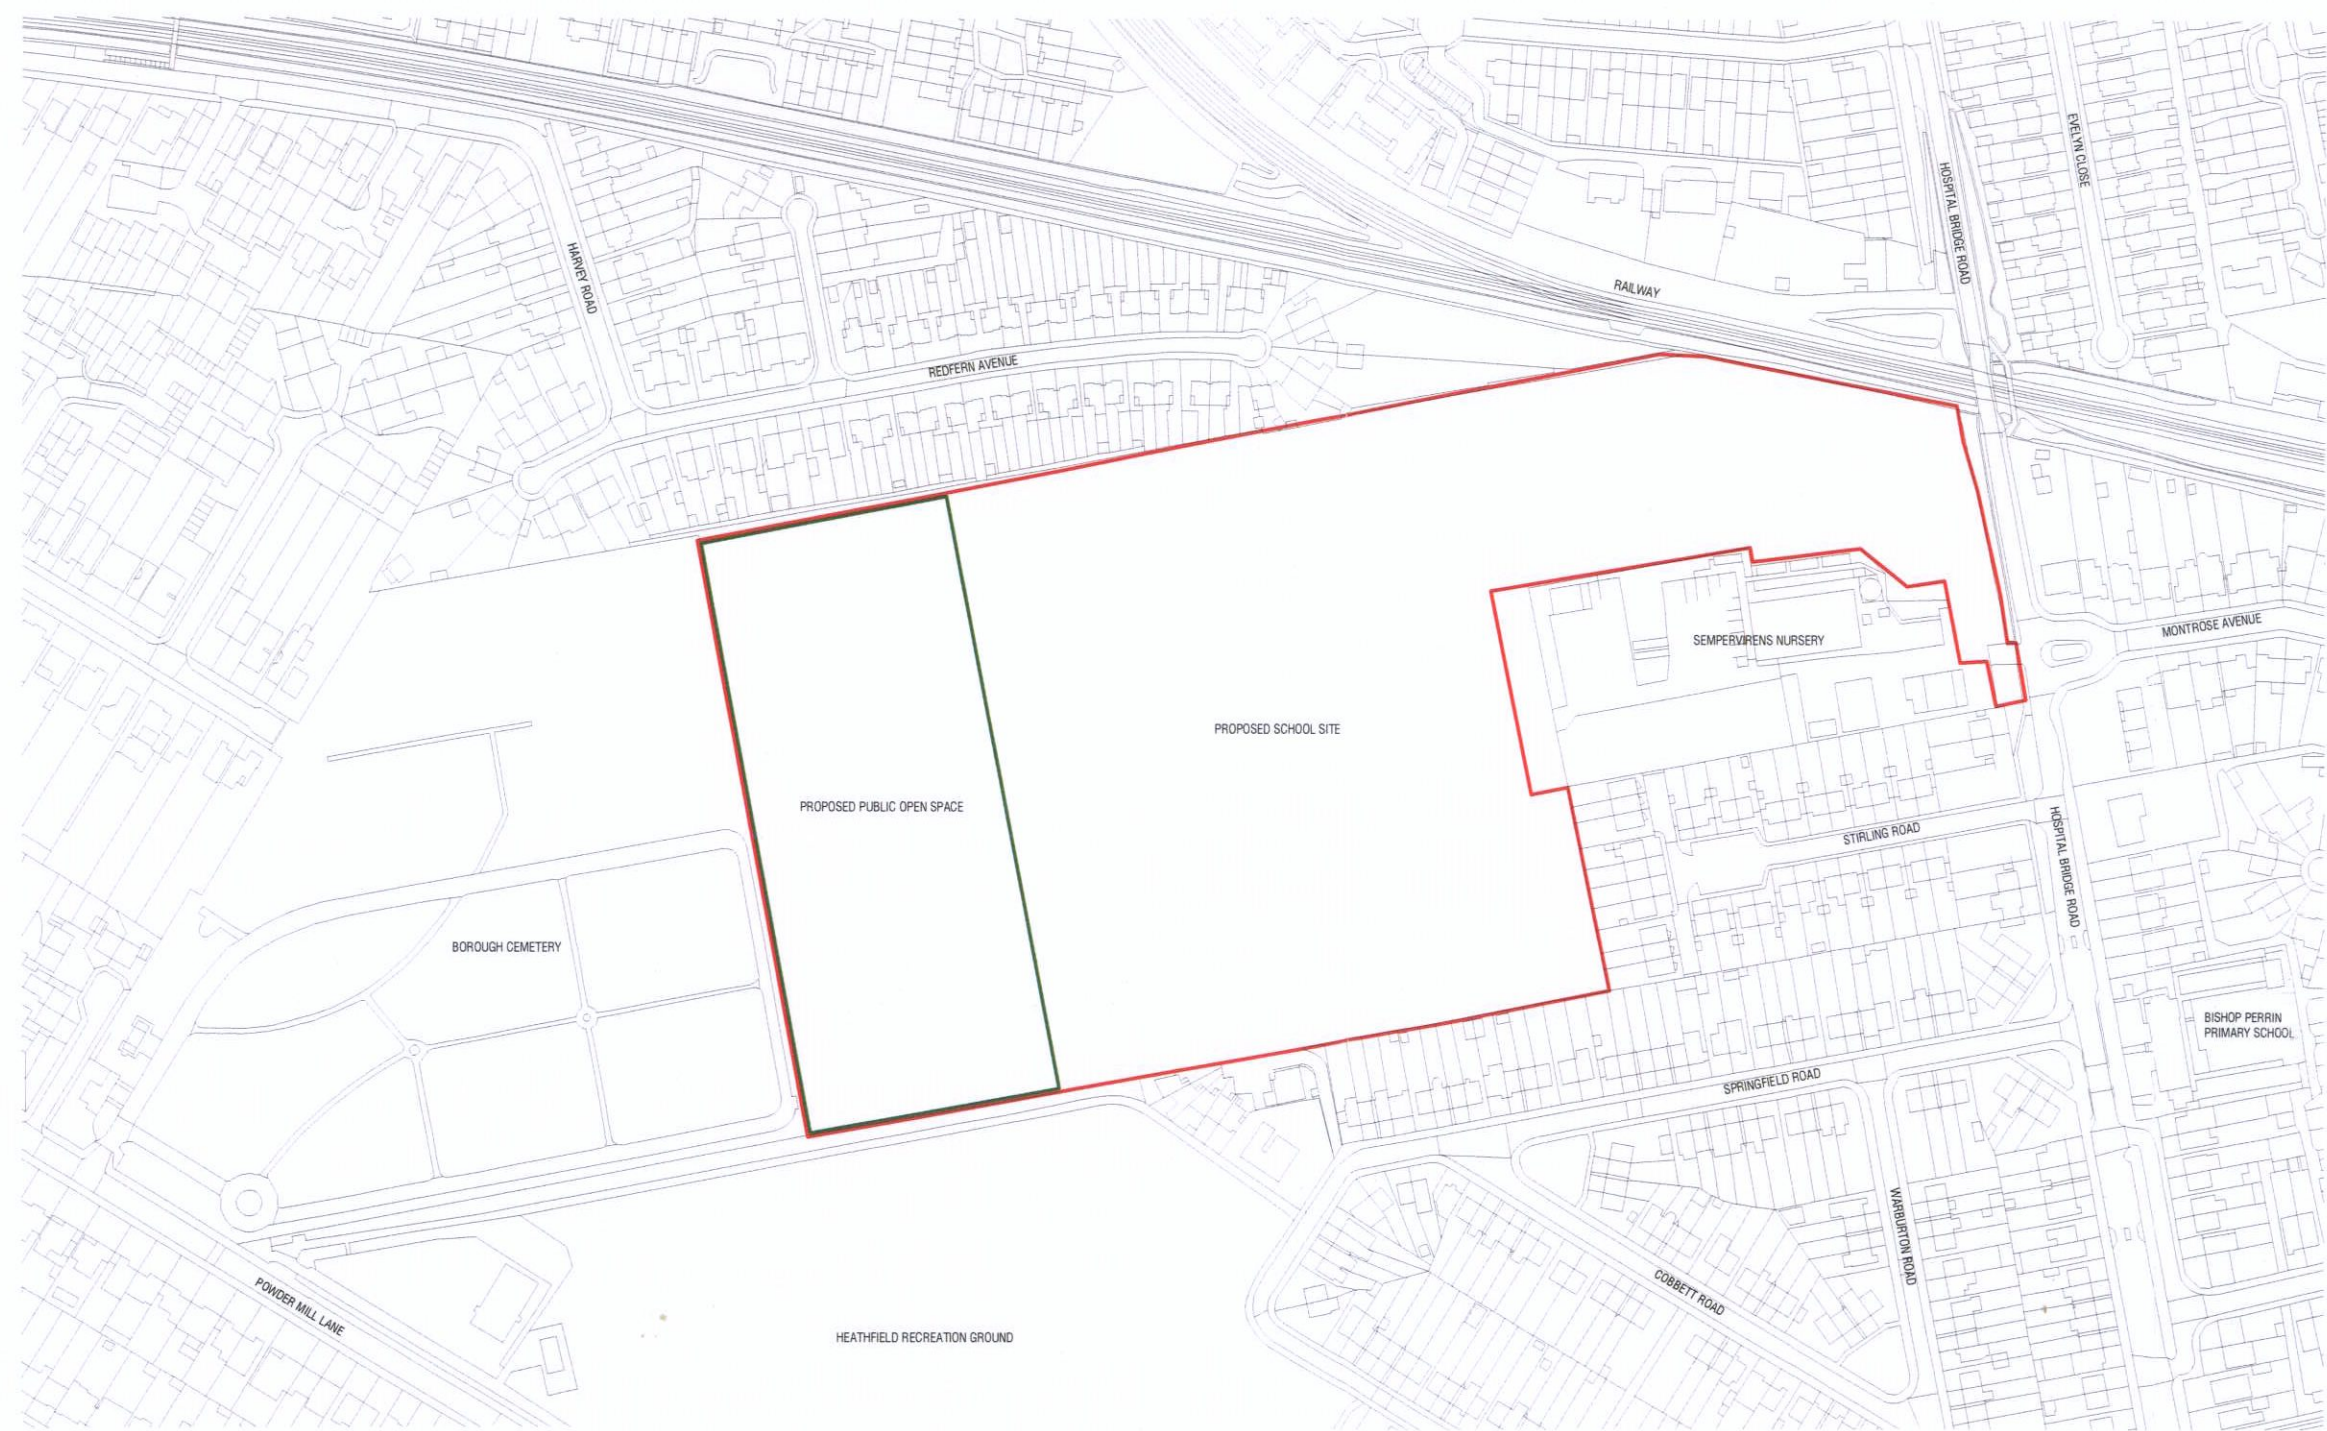 EVELYN CLOSE
HOSPITAL BRIDGE ROAD
HARVEY ROAD
RAILWAY
REDFERN AVENUE
MONTROSE AVENUE
SEMPERVIRENS NURSERY
PROPOSED SCHOOL SITE
PROPOSED PUBLIC OPEN SPACE
STIRLING ROAD
HOSPITAL BRIDGE ROAD
BOROUGH CEMETERY
BISHOP PERRIN
PRIMARY SCHOOL
SPRINGFIELD ROAD
WARBURTON ROAD
COBBETT ROAD
POWDER MILL LANE
HEATHFIELD RECREATION GROUND